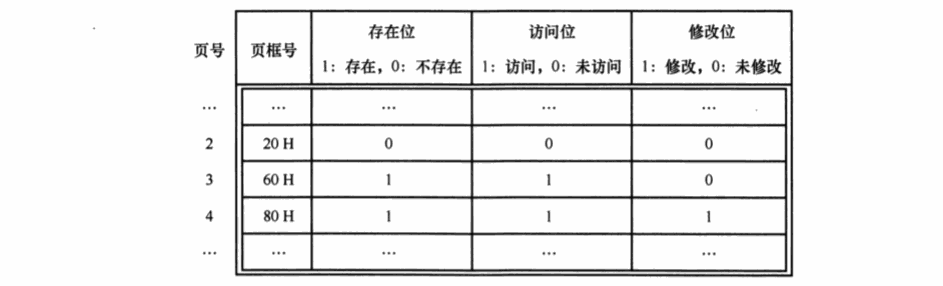 页号 页框号 存在位 访问位 修改位
1：存在，0：不存在 1：访问，0：未访问 1：修改，0：未修改
… … … … …
2 20 H 0 0 0
3 60 H 1 1 0
4 80 H 1 1 1
… … … … …